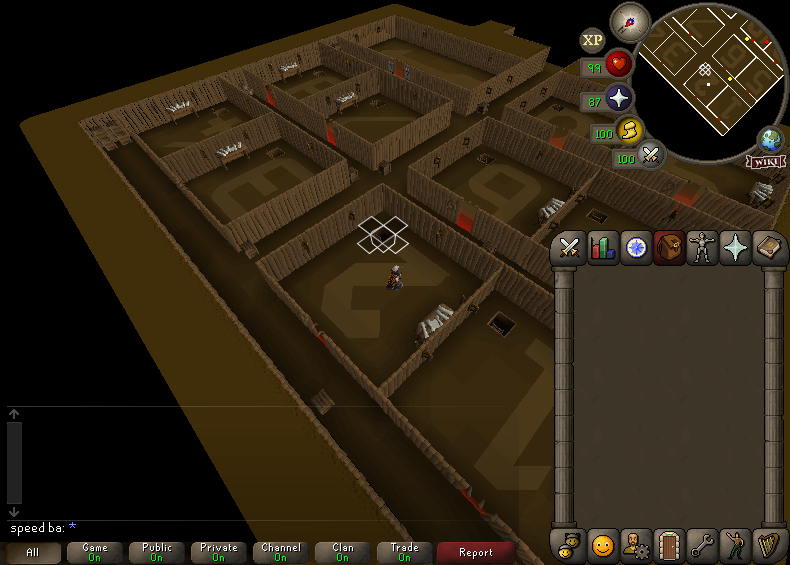 XP
99
67
100
100
WIKI
speed ba: *
All
Game
On
Public
On
Private
On
Channel
On
Clan
On
Trade
On
Report